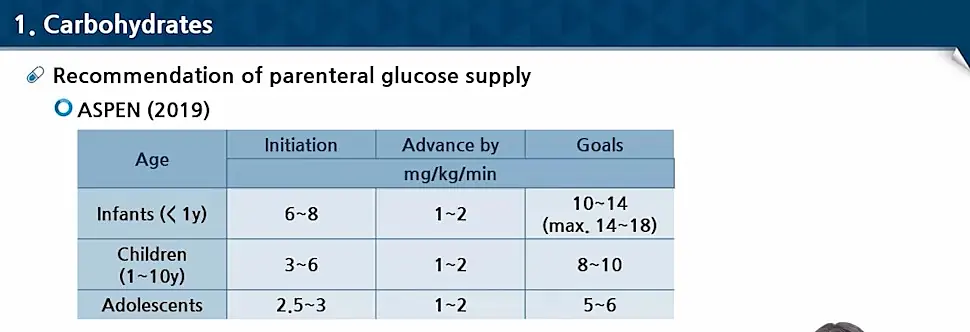 1. Carbohydrates
Recommendation of parenteral glucose supply
ASPEN (2019)
Age Initiation Advance by Goals
mg/kg/min
Infants (< 1y) 6~8 1~2 10~14
(max. 14~18)
Children
(1~10y) 3~6 1~2 8~10
Adolescents 2.5~3 1~2 5~6